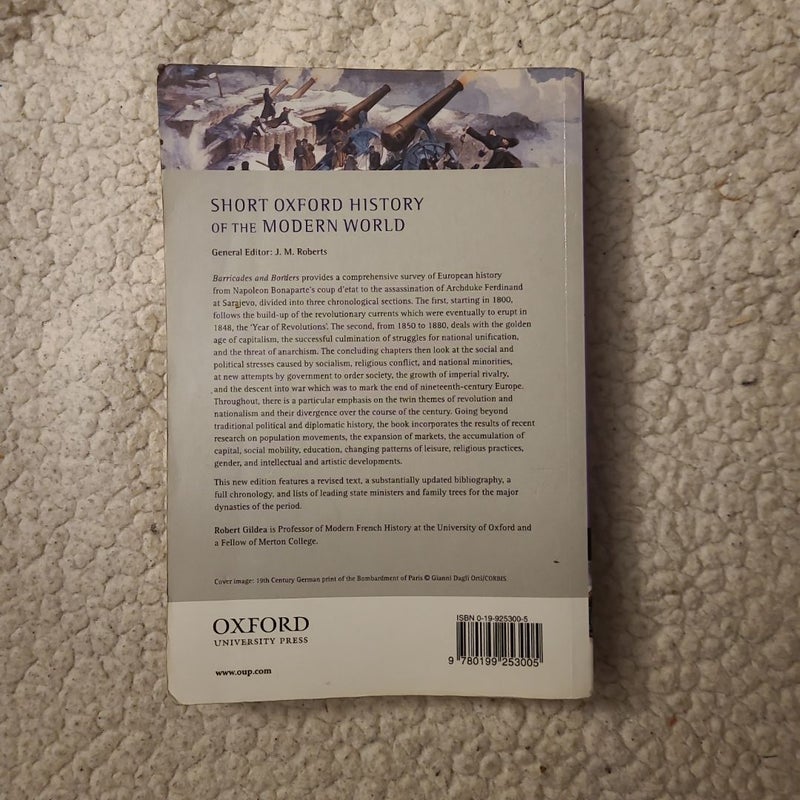 SHORT OXFORD HISTORY
OF THE MODERN WORLD
General Editor: J. M. Roberts
Barricades and Borders provides a comprehensive survey of European history
from Napoleon Bonaparte's coup d'etat to the assassination of Archduke Ferdinand
at Sarajevo, divided into three chronological sections. The first, starting in 1800,
follows the build-up of the revolutionary currents which were eventually to erupt in
1848, the 'Year of Revolutions'. The second, from 1850 to 1880, deals with the golden
age of capitalism, the successful culmination of struggles for national unification,
and the threat of anarchism. The concluding chapters then look at the social and
political stresses caused by socialism, religious conflict, and national minorities,
at new attempts by government to order society, the growth of imperial rivalry,
and the descent into war which was to mark the end of nineteenth-century Europe.
Throughout, there is a particular emphasis on the twin themes of revolution and
nationalism and their divergence over the course of the century. Going beyond
traditional political and diplomatic history, the book incorporates the results of recent
research on population movements, the expansion of markets, the accumulation of
capital, social mobility, education, changing patterns of leisure, religious practices,
gender, and intellectual and artistic developments.
This new edition features a revised text, a substantially updated bibliography, a
full chronology, and lists of leading state ministers and family trees for the major
dynasties of the period.
Robert Gildea is Professor of Modern French History at the University of Oxford and
a Fellow of Merton College.
Cover image: 19th Century German print of the Bombardment of Paris © Gianni Dagli Orti/CORBIS
OXFORD
UNIVERSITY PRESS
www.oup.com
ISBN 0-19-925300-5
9 780199 253005